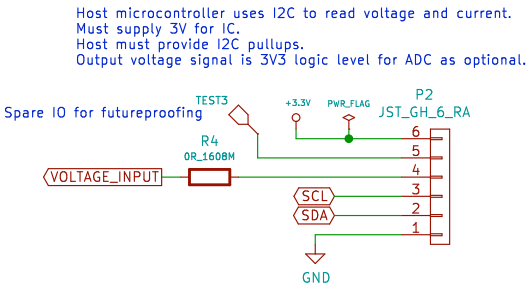 Host microcontroller uses I2C to read voltage and current.
Must supply 3V for IC.
Host must provide I2C pullups.
Output voltage signal is 3V3 logic level for ADC as optional.
P2
TEST3
+3.3V
PWR_FLAG
JST_GH_6_RA
Spare IO for futureproofing
6
R4
5
0R_1608M
4
VOLTAGE_INPUT
3
SCL
2
SDA
1
GND